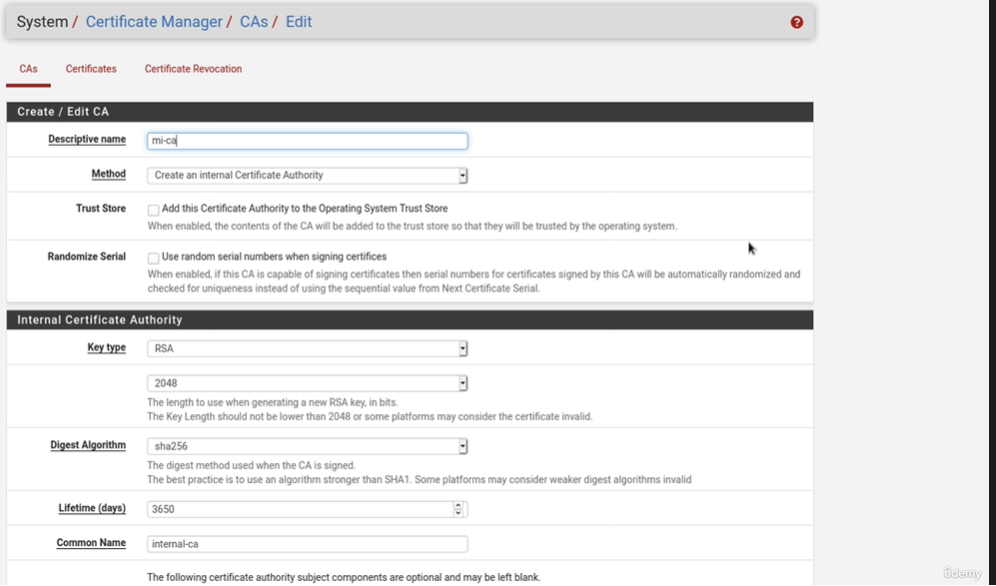 System / Certificate Manager / CAs / Edit
CAs Certificates Certificate Revocation
Create / Edit CA
Descriptive name mi-ca
Method Create an internal Certificate Authority
Trust Store Add this Certificate Authority to the Operating System Trust Store
When enabled, the contents of the CA will be added to the trust store so that they will be trusted by the operating system.
Randomize Serial Use random serial numbers when signing certifices
When enabled, if this CA is capable of signing certificates then serial numbers for certificates signed by this CA will be automatically randomized and
checked for uniqueness instead of using the sequential value from Next Certificate Serial.
Internal Certificate Authority
Key type RSA
2048
The length to use when generating a new RSA key, in bits.
The Key Length should not be lower than 2048 or some platforms may consider the certificate invalid.
Digest Algorithm sha256
The digest method used when the CA is signed.
The best practice is to use an algorithm stronger than SHA1. Some platforms may consider weaker digest algorithms invalid
Lifetime (days) 3650
Common Name internal-ca
The following certificate authority subject components are optional and may be left blank.
ûdemy